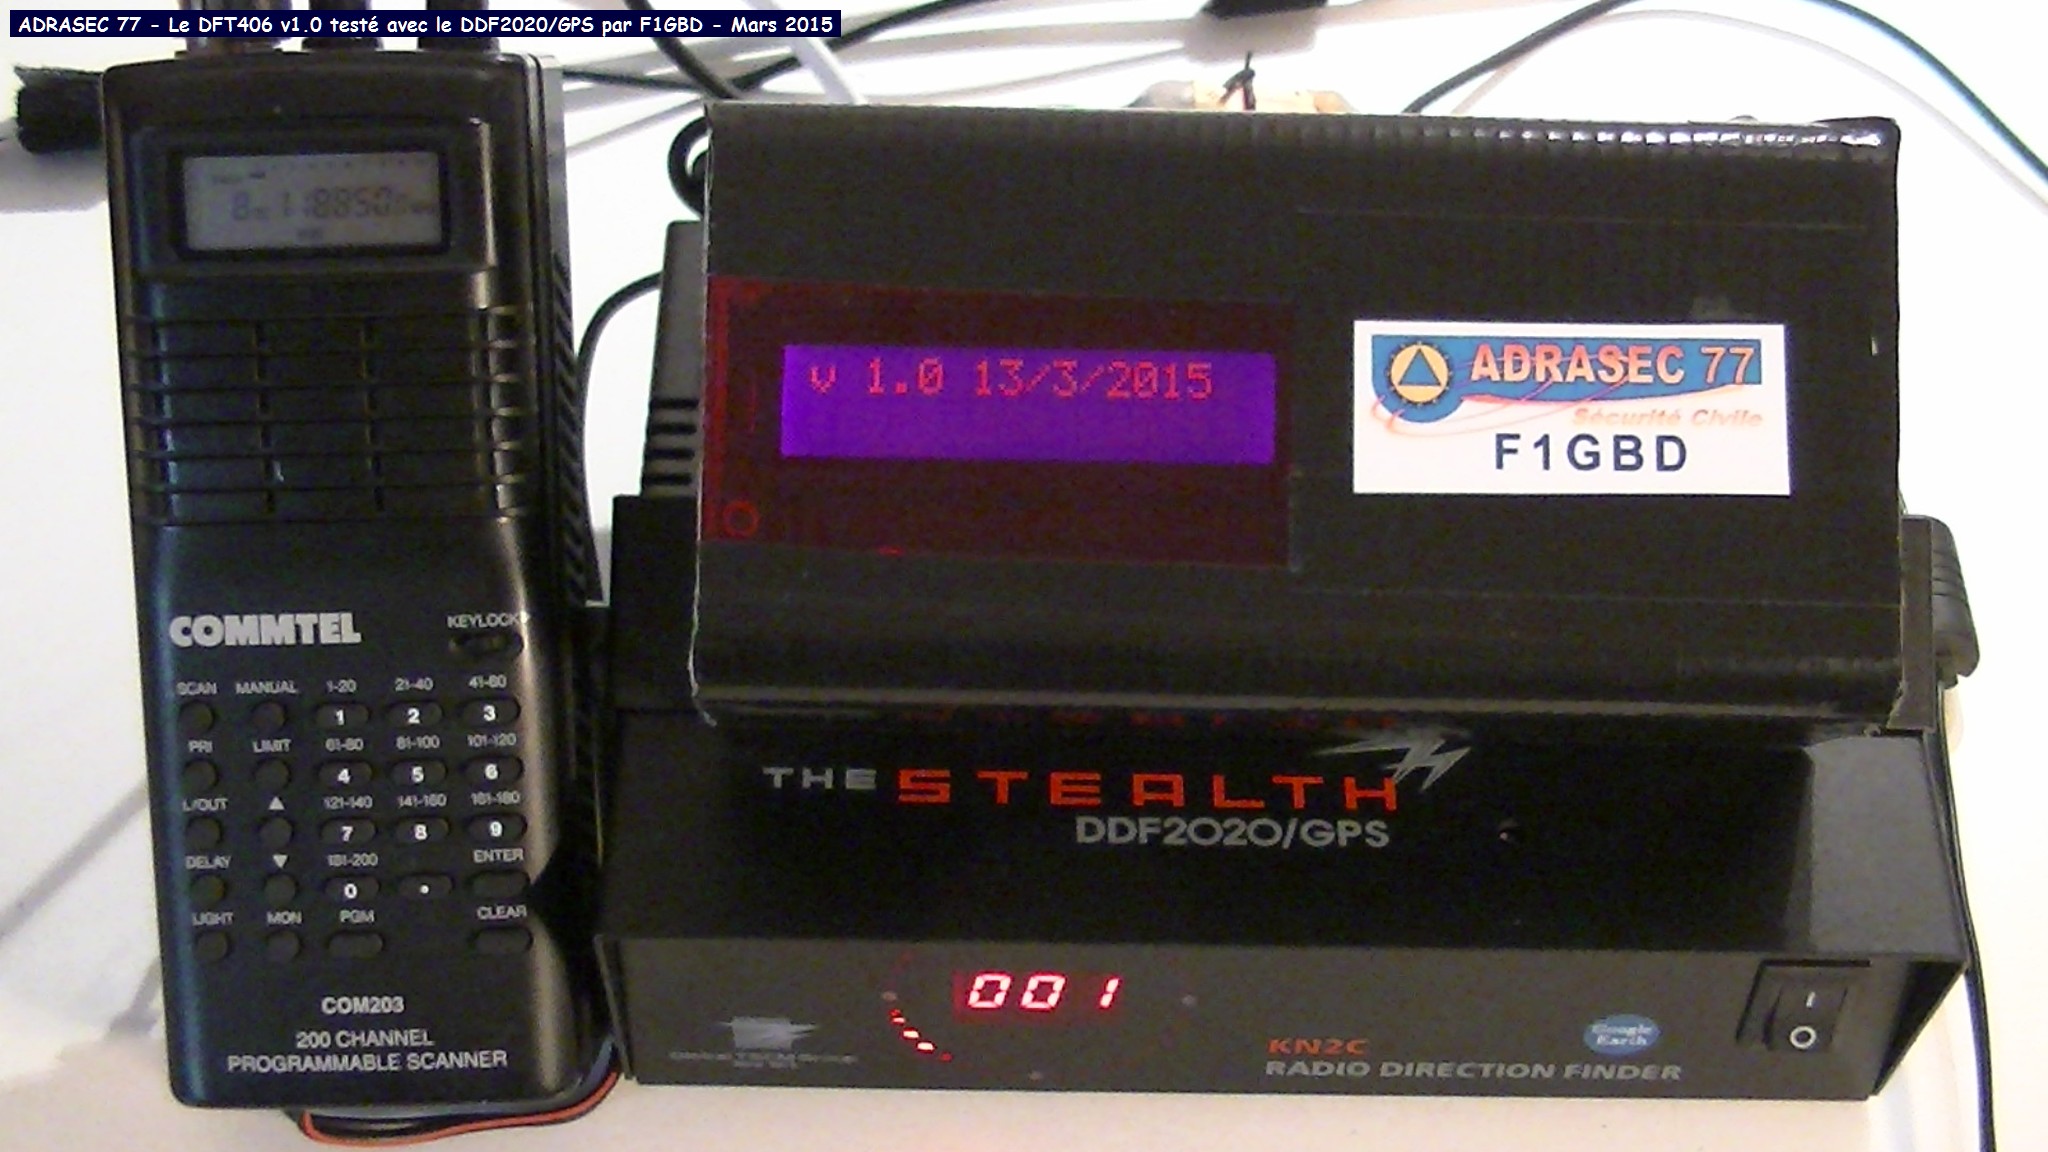 ADRASEC 77 - Le DFT406 v1.0 testé avec le DDF2020/GPS par F1GBD - Mars 2015
v 1.0 13/3/2015
ADRASEC 77
Sécurité Civile
F1GBD
COMMTEL
KEYLOCK
SCAN MANUAL 1-20 21-40 41-60
1 2 3
PRI LIMIT 61-80 81-100 101-120
4 5 6
L/OUT ▲ 121-140 141-160 161-180
7 8 9
DELAY ▼ 181-200 ENTER
0 •
LIGHT MON PGM CLEAR
COM203
200 CHANNEL
PROGRAMMABLE SCANNER
THE STEALTH
DDF2020/GPS
001
KN2C
RADIO DIRECTION FINDER
Google
Earth
I
O